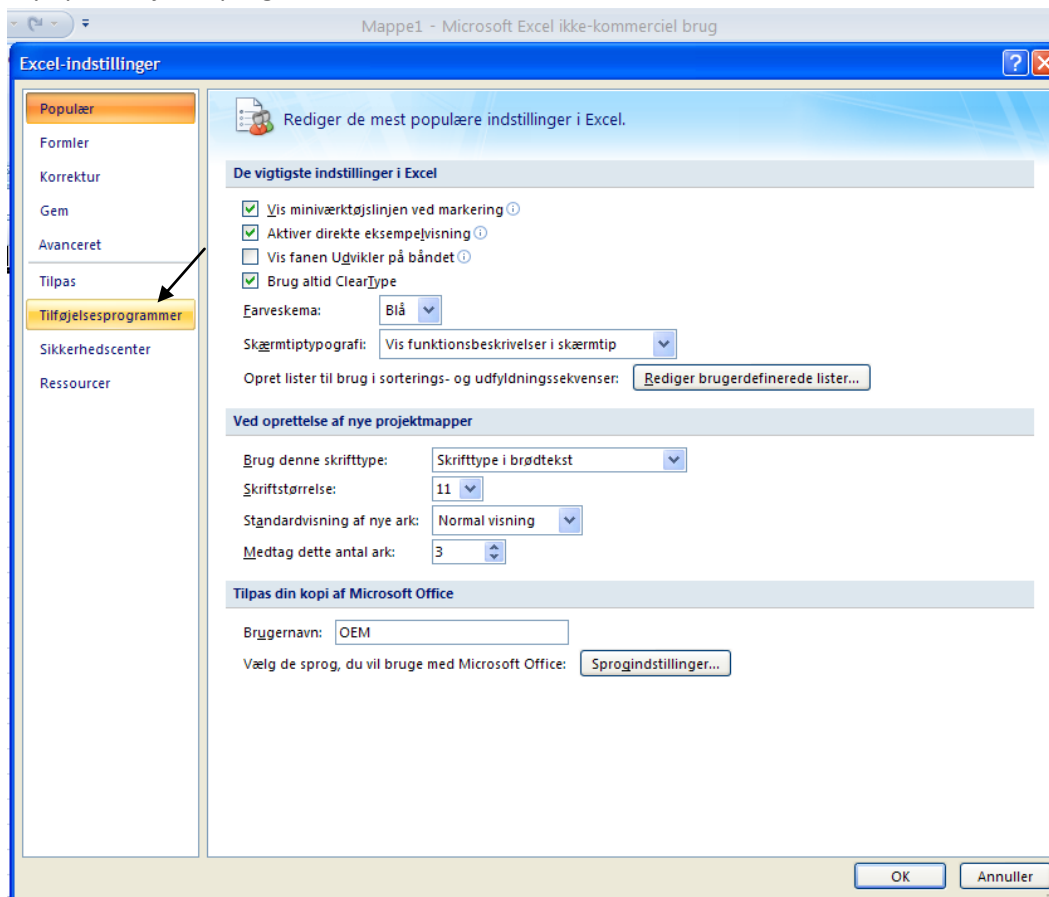 Mappe1 - Microsoft Excel ikke-kommerciel brug
Excel-indstillinger
Populær
Formler
Korrektur
Gem
Avanceret
Tilpas
Tilføjelsesprogrammer
Sikkerhedscenter
Ressourcer
Rediger de mest populære indstillinger i Excel.
De vigtigste indstillinger i Excel
Vis miniværktøjslinjen ved markering
Aktiver direkte eksempelvisning
Vis fanen Udvikler på båndet
Brug altid ClearType
Farveskema: Blå
Skærmtiptypografi: Vis funktionsbeskrivelser i skærmtip
Opret lister til brug i sorterings- og udfyldningssekvenser: Rediger brugerdefinerede lister...
Ved oprettelse af nye projektmapper
Brug denne skrifttype: Skrifttype i brødtekst
Skriftstørrelse: 11
Standardvisning af nye ark: Normal visning
Medtag dette antal ark: 3
Tilpas din kopi af Microsoft Office
Brugernavn: OEM
Vælg de sprog, du vil bruge med Microsoft Office: Sprogindstillinger...
OK Annuller